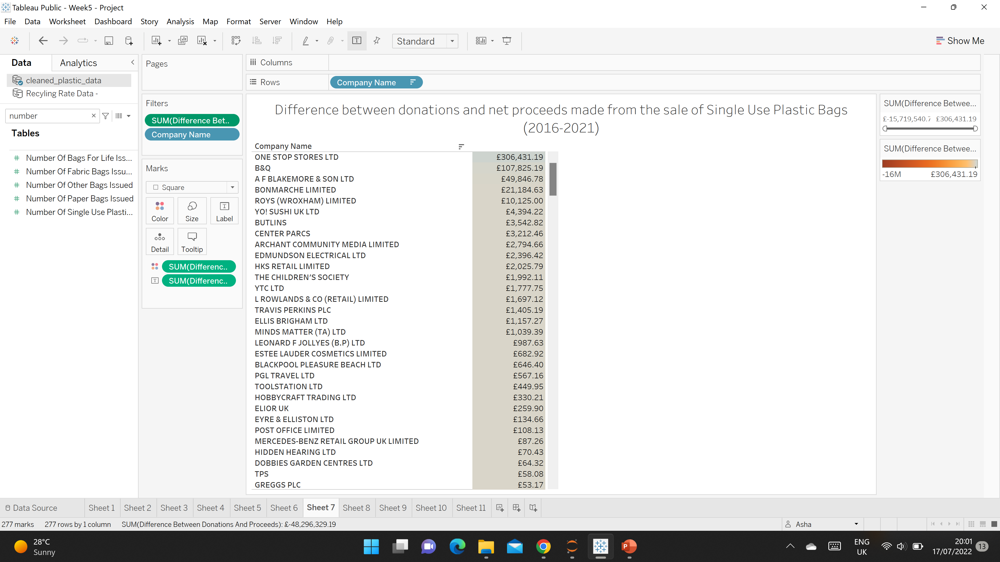 Tableau Public - Week5 - Project
File Data Worksheet Dashboard Story Analysis Map Format Server Window Help
Standard
Show Me
Data Analytics
cleaned_plastic_data
Recyling Rate Data -
number
Tables
Number Of Bags For Life Iss...
Number Of Fabric Bags Issu...
Number Of Other Bags Issued
Number Of Paper Bags Issued
Number Of Single Use Plasti...
Pages
Filters
SUM(Difference Bet..
Company Name
Marks
Square
Color Size Label
Detail Tooltip
SUM(Differenc..
SUM(Differenc..
Columns
Rows Company Name
Difference between donations and net proceeds made from the sale of Single Use Plastic Bags
(2016-2021)
Company Name
ONE STOP STORES LTD £306,431.19
B&Q £107,825.19
A F BLAKEMORE & SON LTD £49,846.78
BONMARCHE LIMITED £21,184.63
ROYS (WROXHAM) LIMITED £10,125.00
YO! SUSHI UK LTD £4,394.22
BUTLINS £3,542.82
CENTER PARCS £3,212.46
ARCHANT COMMUNITY MEDIA LIMITED £2,794.66
EDMUNDSON ELECTRICAL LTD £2,396.42
HKS RETAIL LIMITED £2,025.79
THE CHILDREN'S SOCIETY £1,992.11
YTC LTD £1,777.75
L ROWLANDS & CO (RETAIL) LIMITED £1,697.12
TRAVIS PERKINS PLC £1,405.19
ELLIS BRIGHAM LTD £1,157.27
MINDS MATTER (TA) LTD £1,039.39
LEONARD F JOLLYES (B.P) LTD £987.63
ESTEE LAUDER COSMETICS LIMITED £682.92
BLACKPOOL PLEASURE BEACH LTD £646.40
PGL TRAVEL LTD £567.16
TOOLSTATION LTD £449.95
HOBBYCRAFT TRADING LTD £330.21
ELIOR UK £259.90
EYRE & ELLISTON LTD £134.66
POST OFFICE LIMITED £108.13
MERCEDES-BENZ RETAIL GROUP UK LIMITED £87.26
HIDDEN HEARING LTD £70.43
DOBBIES GARDEN CENTRES LTD £64.32
TPS £58.08
GREGGS PLC £53.17
SUM(Difference Betwee...
£-15,719,540.7 £306,431.19
SUM(Difference Betwee...
-16M £306,431.19
Data Source Sheet 1 Sheet 2 Sheet 3 Sheet 4 Sheet 5 Sheet 6 Sheet 7 Sheet 8 Sheet 9 Sheet 10 Sheet 11
277 marks 277 rows by 1 column SUM(Difference Between Donations And Proceeds): £-48,296,329.19 Asha
28°C
Sunny
ENG
UK
20:01
17/07/2022
13